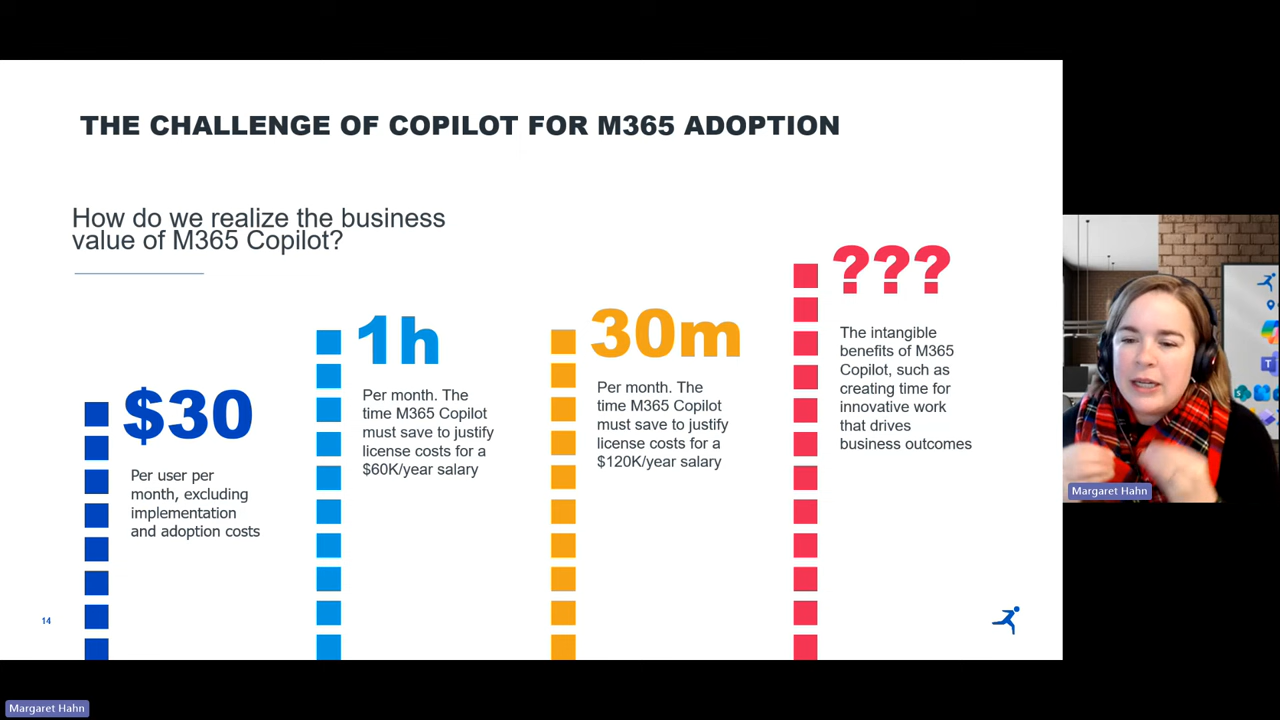 THE CHALLENGE OF COPILOT FOR M365 ADOPTION
How do we realize the business
value of M365 Copilot?
$30
Per user per
month, excluding
implementation
and adoption costs
1h
Per month. The
time M365 Copilot
must save to justify
license costs for a
$60K/year salary
30m
Per month. The
time M365 Copilot
must save to justify
license costs for a
$120K/year salary
???
The intangible
benefits of M365
Copilot, such as
creating time for
innovative work
that drives
business outcomes
14
Margaret Hahn
Margaret Hahn